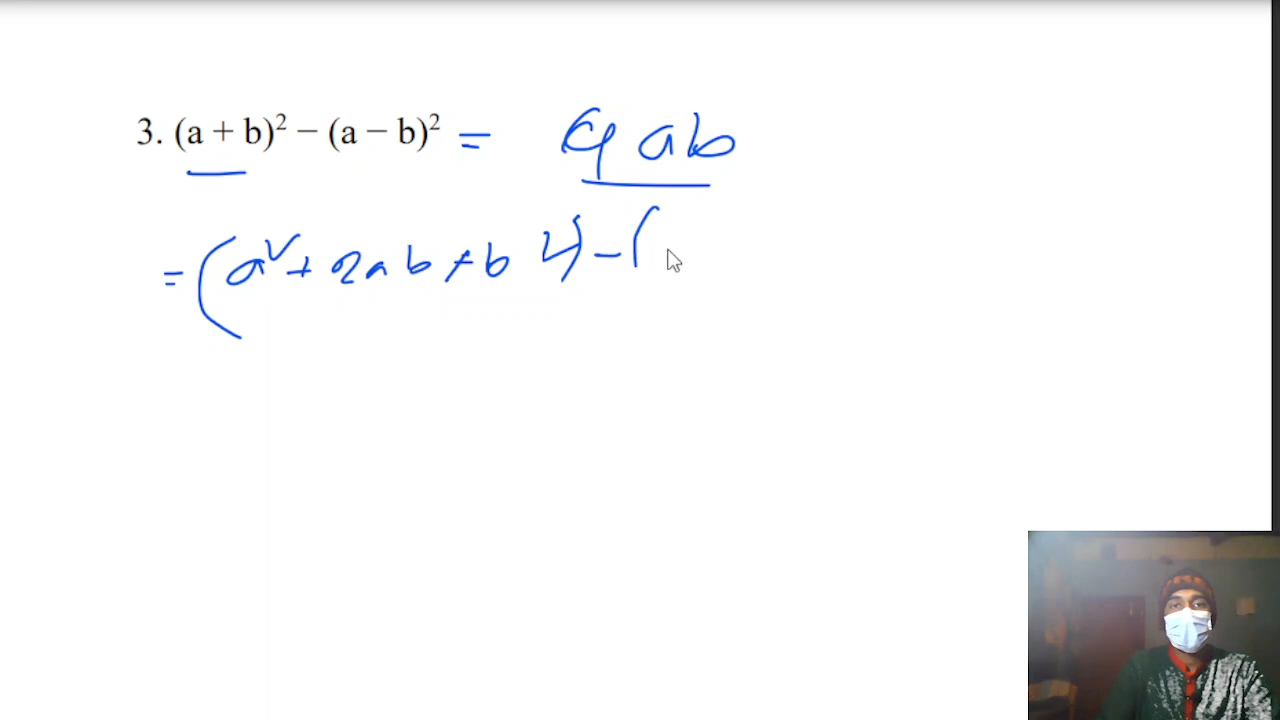 3. (a + b)² − (a − b)² = 4ab
= (a² + 2ab + b²) − (